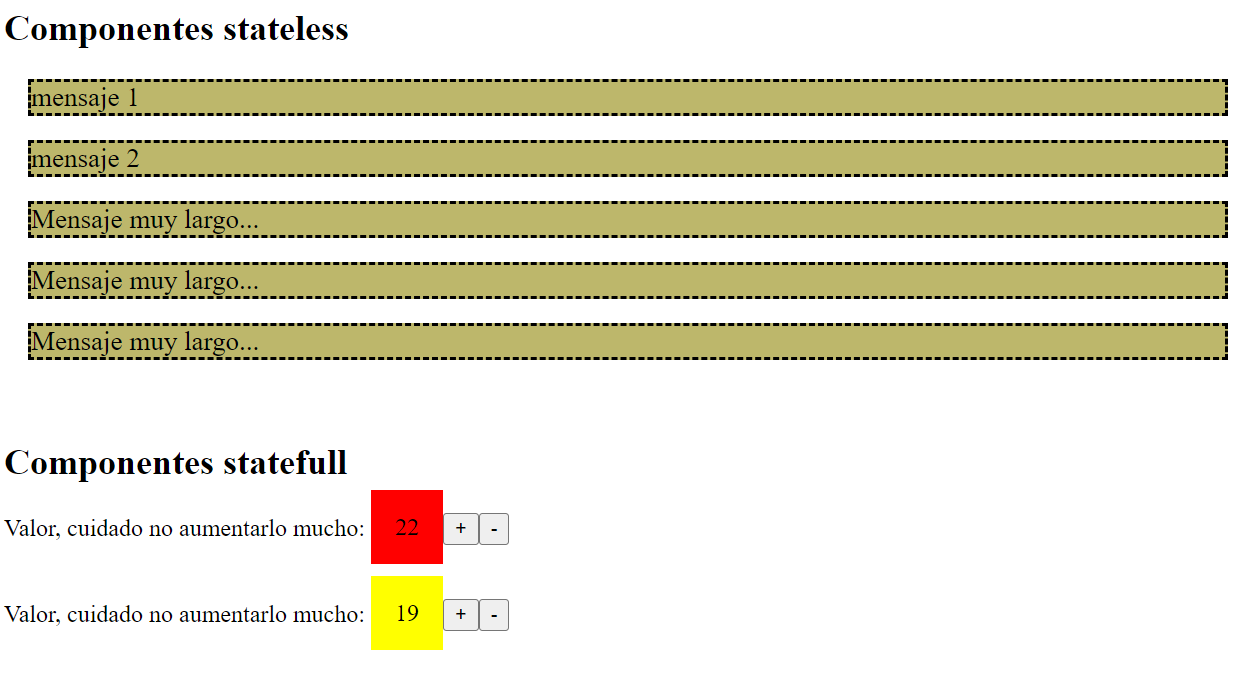 Componentes stateless
mensaje 1
mensaje 2
Mensaje muy largo...
Mensaje muy largo...
Mensaje muy largo...
Componentes statefull
Valor, cuidado no aumentarlo mucho: 22 + -
Valor, cuidado no aumentarlo mucho: 19 + -